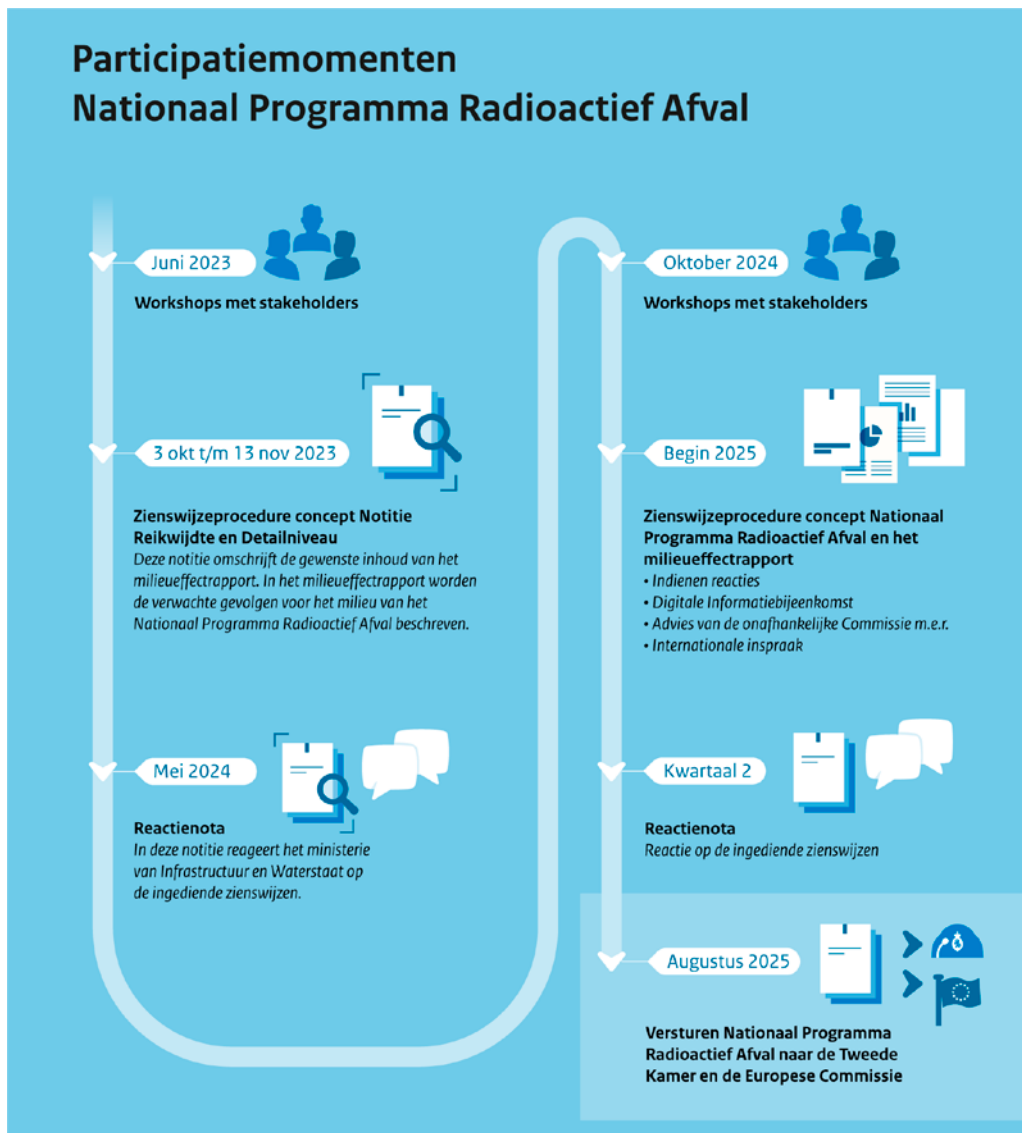 Participatiemomenten
Nationaal Programma Radioactief Afval
Juni 2023
Workshops met stakeholders
3 okt t/m 13 nov 2023
Zienswijzeprocedure concept Notitie
Reikwijdte en Detailniveau
Deze notitie omschrijft de gewenste inhoud van het
milieueffectrapport. In het milieueffectrapport worden
de verwachte gevolgen voor het milieu van het
Nationaal Programma Radioactief Afval beschreven.
Mei 2024
Reactienota
In deze notitie reageert het ministerie
van Infrastructuur en Waterstaat op
de ingediende zienswijzen.
Oktober 2024
Workshops met stakeholders
Begin 2025
Zienswijzeprocedure concept Nationaal
Programma Radioactief Afval en het
milieueffectrapport
• Indienen reacties
• Digitale Informatiebijeenkomst
• Advies van de onafhankelijke Commissie m.e.r.
• Internationale inspraak
Kwartaal 2
Reactienota
Reactie op de ingediende zienswijzen
Augustus 2025
Versturen Nationaal Programma
Radioactief Afval naar de Tweede
Kamer en de Europese Commissie